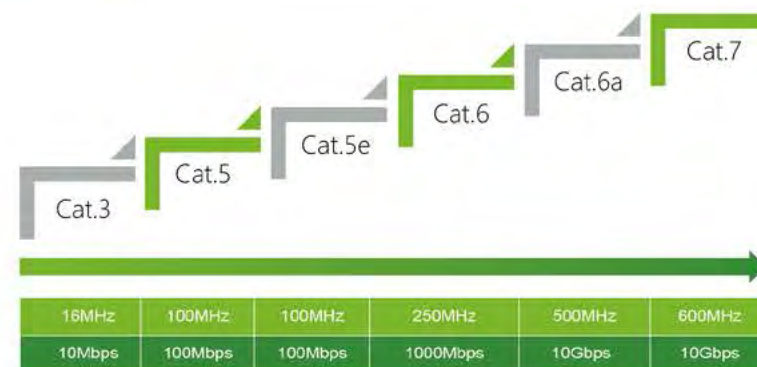 Cat.3
Cat.5
Cat.5e
Cat.6
Cat.6a
Cat.7
16MHz 100MHz 100MHz 250MHz 500MHz 600MHz
10Mbps 100Mbps 100Mbps 1000Mbps 10Gbps 10Gbps